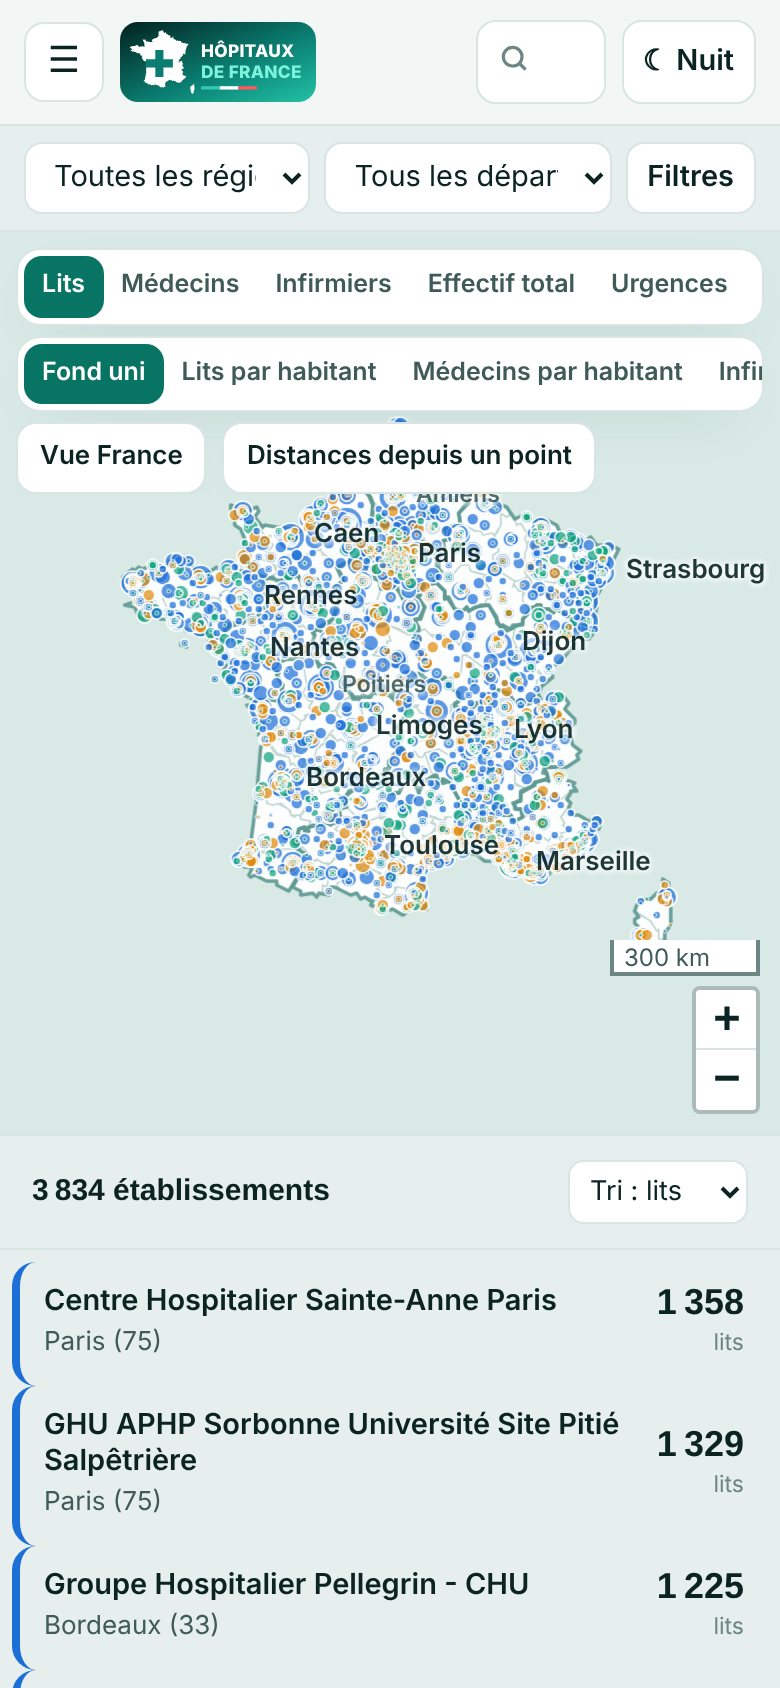 ☰
HÔPITAUX
DE FRANCE
☾ Nuit
Toutes les régi
Tous les dépar
Filtres
Lits
Médecins
Infirmiers
Effectif total
Urgences
Fond uni
Lits par habitant
Médecins par habitant
Infi
Vue France
Distances depuis un point
Amiens
Caen
Paris
Strasbourg
Rennes
Nantes
Dijon
Poitiers
Limoges
Lyon
Bordeaux
Toulouse
Marseille
300 km
+
−
3 834 établissements
Tri : lits
Centre Hospitalier Sainte-Anne Paris
1 358
Paris (75)
lits
GHU APHP Sorbonne Université Site Pitié
Salpêtrière
1 329
Paris (75)
lits
Groupe Hospitalier Pellegrin - CHU
1 225
Bordeaux (33)
lits